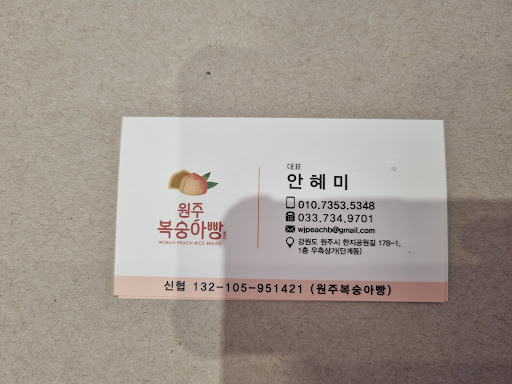 원주
복숭아빵
WONJU PEACH RICE BREAD
대표
안 혜 미
010.7353.5348
033.734.9701
wjpeachb@gmail.com
강원도 원주시 한지공원길 178-1,
1층 우측상가(단계동)
신협 132-105-951421 (원주복숭아빵)